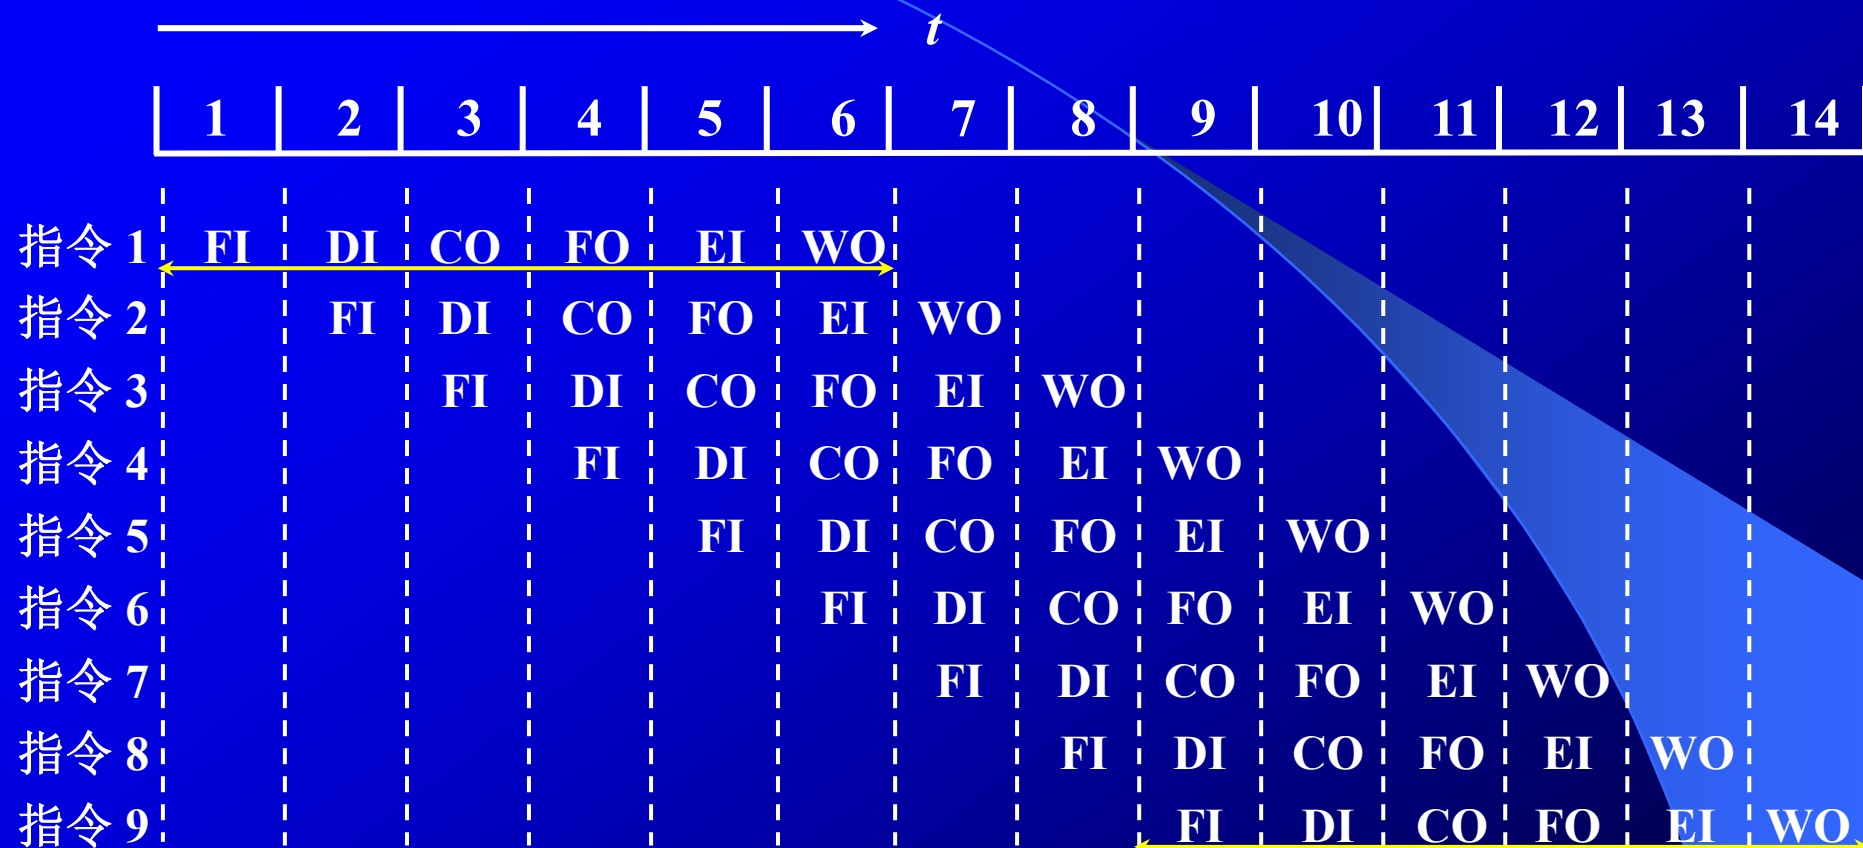 t
1 2 3 4 5 6 7 8 9 10 11 12 13 14
指令 1 FI DI CO FO EI WO
指令 2 FI DI CO FO EI WO
指令 3 FI DI CO FO EI WO
指令 4 FI DI CO FO EI WO
指令 5 FI DI CO FO EI WO
指令 6 FI DI CO FO EI WO
指令 7 FI DI CO FO EI WO
指令 8 FI DI CO FO EI WO
指令 9 FI DI CO FO EI WO